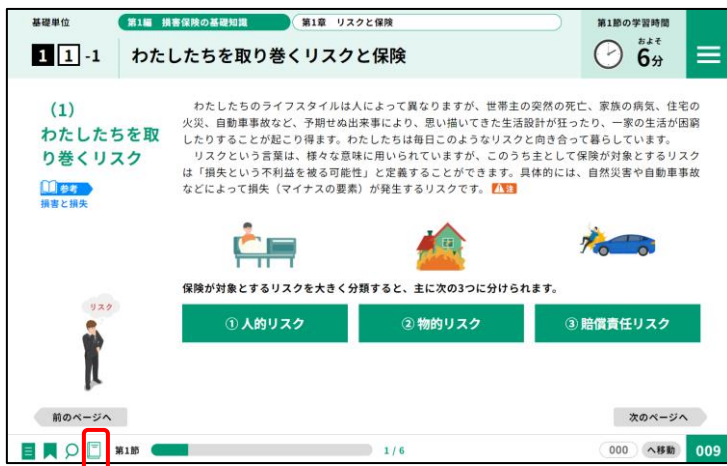 基礎単位
第1編 損害保険の基礎知識
第1章 リスクと保険
第1節の学習時間
1 1 -1
わたしたちを取り巻くリスクと保険
およそ
6分
(1)
わたしたちを取
り巻くリスク
参考
損害と損失
わたしたちのライフスタイルは人によって異なりますが、世帯主の突然の死亡、家族の病気、住宅の
火災、自動車事故など、予期せぬ出来事により、思い描いてきた生活設計が狂ったり、一家の生活が困窮
したりすることが起こり得ます。わたしたちは毎日このようなリスクと向き合って暮らしています。
リスクという言葉は、様々な意味に用いられていますが、このうち主として保険が対象とするリスク
は「損失という不利益を被る可能性」と定義することができます。具体的には、自然災害や自動車事故
などによって損失（マイナスの要素）が発生するリスクです。
保険が対象とするリスクを大きく分類すると、主に次の3つに分けられます。
リスク
① 人的リスク
② 物的リスク
③ 賠償責任リスク
前のページへ
次のページへ
第1節
1 / 6
000
へ移動
009